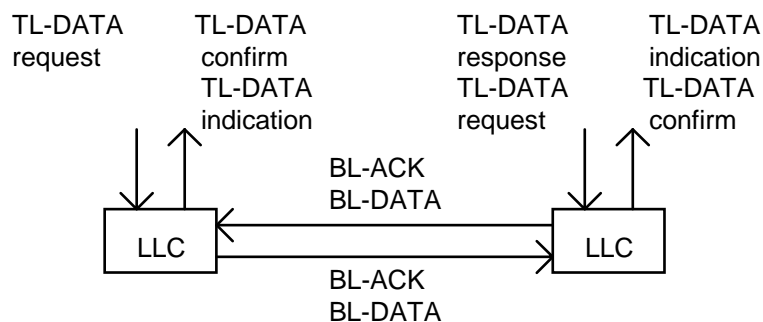 TL-DATA
request
TL-DATA
confirm
TL-DATA
indication
TL-DATA
response
TL-DATA
request
TL-DATA
indication
TL-DATA
confirm
BL-ACK
BL-DATA
LLC
LLC
BL-ACK
BL-DATA